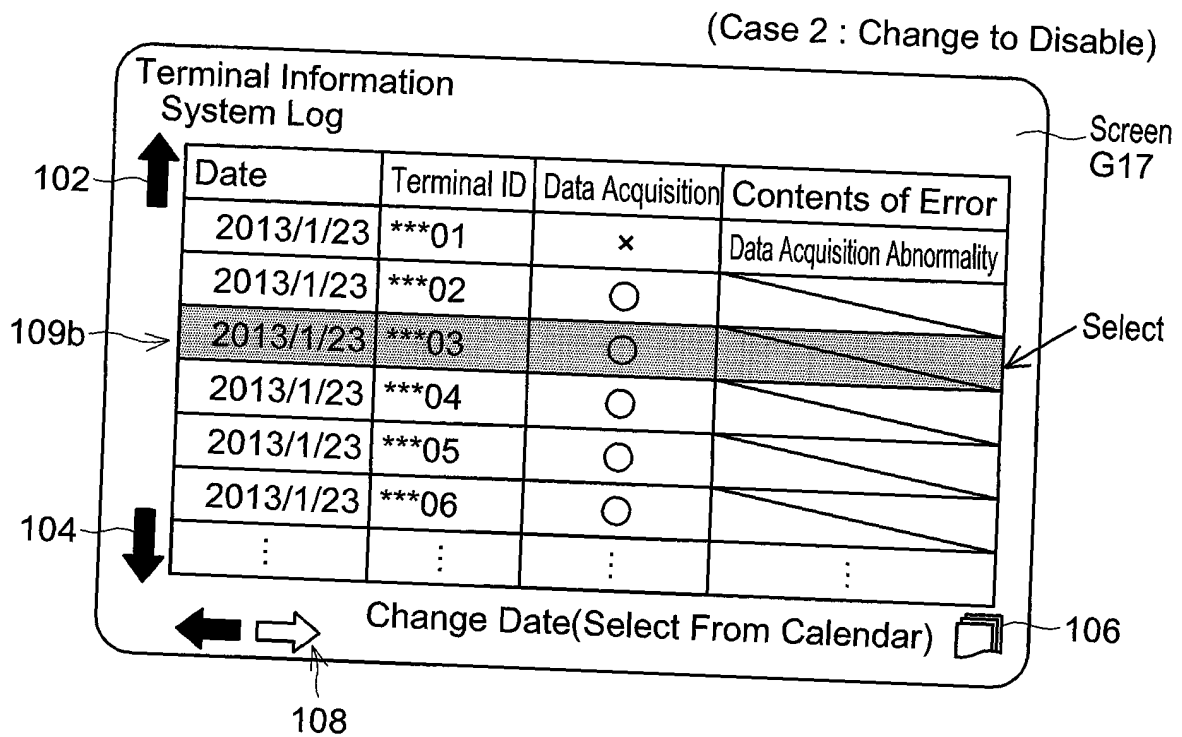 (Case 2 : Change to Disable)
Terminal Information
System Log
Screen
G17
102
Date Terminal ID Data Acquisition Contents of Error
2013/1/23 ***01 × Data Acquisition Abnormality
2013/1/23 ***02 ○
109b 2013/1/23 ***03 ○ Select
2013/1/23 ***04 ○
2013/1/23 ***05 ○
2013/1/23 ***06 ○
104
⋮ ⋮ ⋮ ⋮
Change Date(Select From Calendar)
106
108